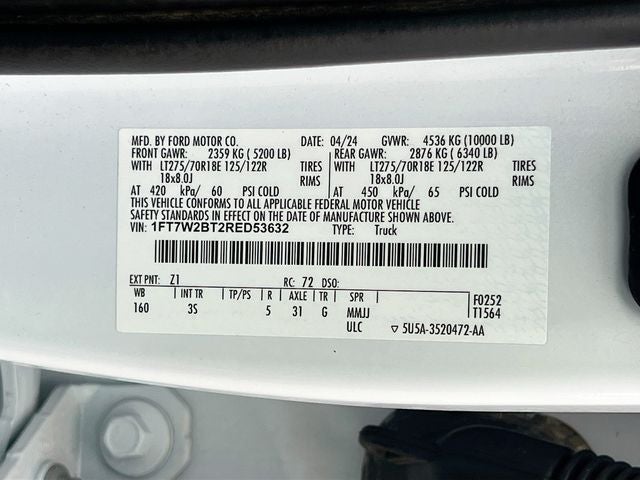 MFD. BY FORD MOTOR CO. DATE: 04/24 GVWR: 4536 KG (10000 LB)
FRONT GAWR: 2359 KG ( 5200 LB) REAR GAWR: 2876 KG ( 6340 LB)
WITH LT275/70R18E 125/122R TIRES WITH LT275/70R18E 125/122R TIRES
18x8.0J RIMS 18x8.0J RIMS
AT 420 kPa/ 60 PSI COLD AT 450 kPa/ 65 PSI COLD
THIS VEHICLE CONFORMS TO ALL APPLICABLE FEDERAL MOTOR VEHICLE
SAFETY STANDARDS IN EFFECT ON THE DATE OF MANUFACTURE SHOWN ABOVE.
VIN: 1FT7W2BT2RED53632 TYPE: Truck
EXT PNT: Z1 RC: 72 DSO:
WB INT TR TP/PS R AXLE TR SPR F0252
160 3S 5 31 G MMJJ T1564
ULC ▽ 5U5A-3520472-AA